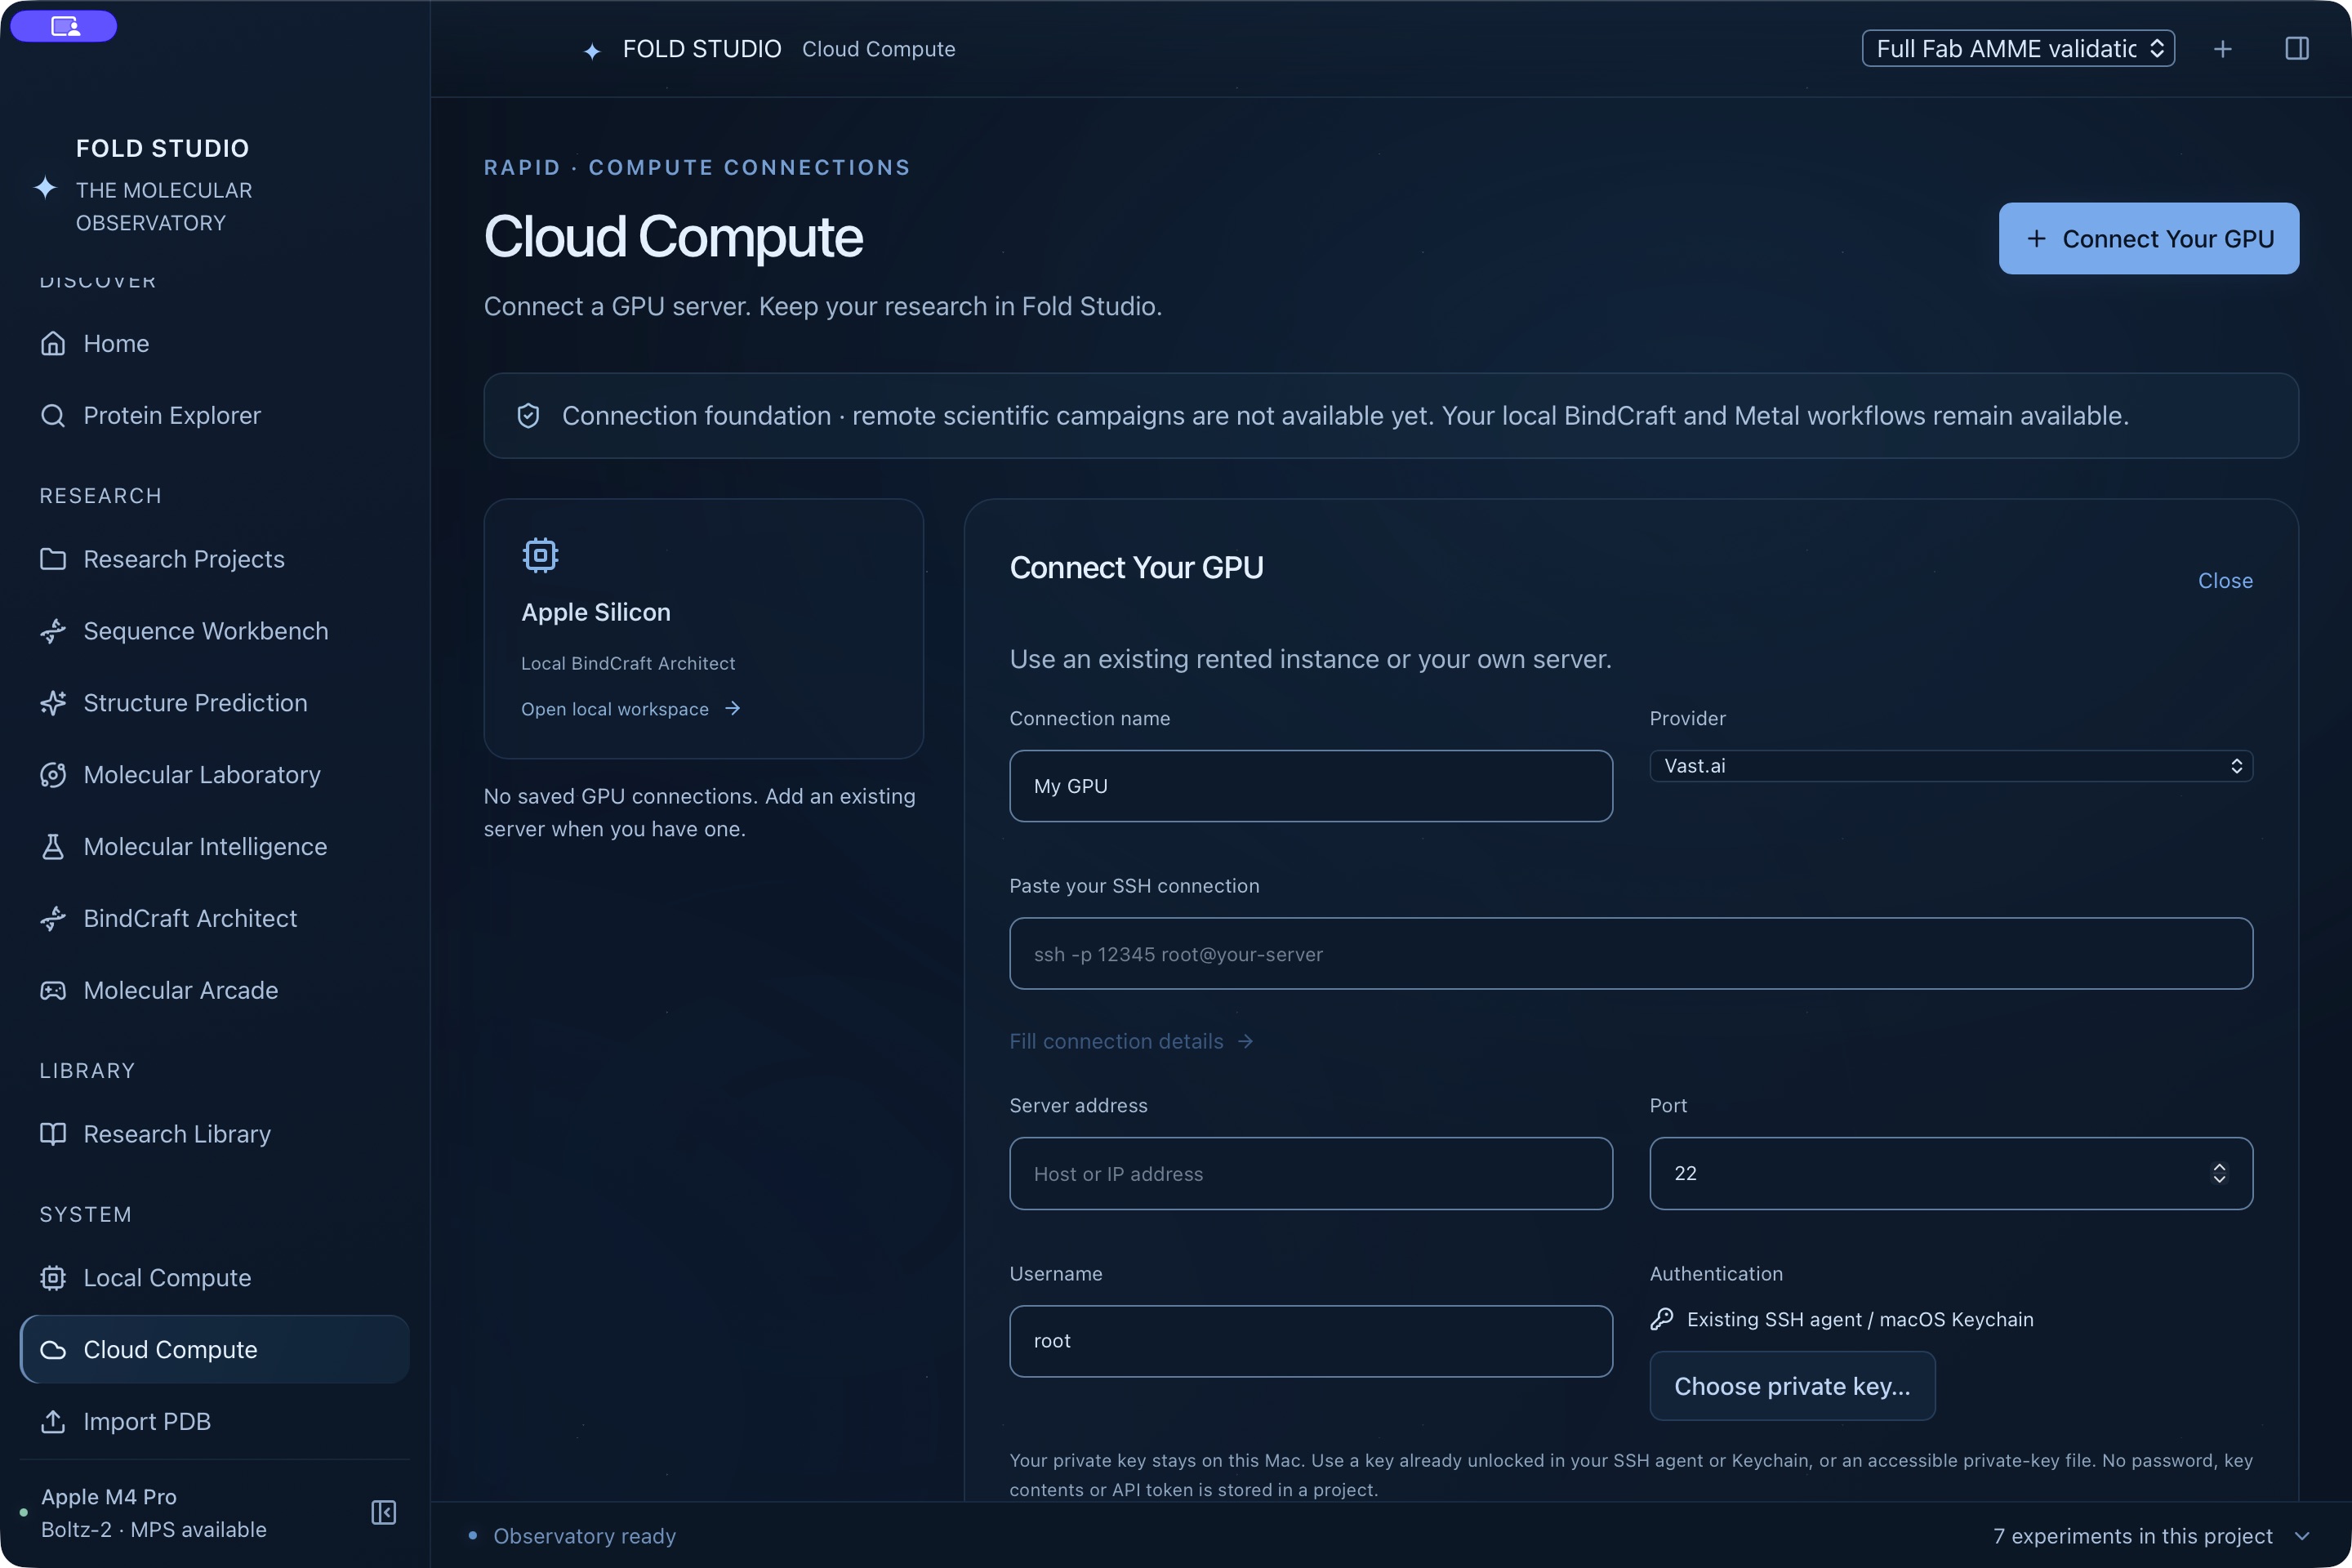 FOLD STUDIO
THE MOLECULAR
OBSERVATORY
DISCOVER
Home
Protein Explorer
RESEARCH
Research Projects
Sequence Workbench
Structure Prediction
Molecular Laboratory
Molecular Intelligence
BindCraft Architect
Molecular Arcade
LIBRARY
Research Library
SYSTEM
Local Compute
Cloud Compute
Import PDB
Apple M4 Pro
Boltz-2 · MPS available
FOLD STUDIO Cloud Compute
Full Fab AMME validatic
RAPID · COMPUTE CONNECTIONS
Cloud Compute
Connect Your GPU
Connect a GPU server. Keep your research in Fold Studio.
Connection foundation · remote scientific campaigns are not available yet. Your local BindCraft and Metal workflows remain available.
Apple Silicon
Local BindCraft Architect
Open local workspace
No saved GPU connections. Add an existing
server when you have one.
Connect Your GPU
Close
Use an existing rented instance or your own server.
Connection name
Provider
My GPU
Vast.ai
Paste your SSH connection
ssh -p 12345 root@your-server
Fill connection details
Server address
Port
Host or IP address
22
Username
Authentication
Existing SSH agent / macOS Keychain
root
Choose private key...
Your private key stays on this Mac. Use a key already unlocked in your SSH agent or Keychain, or an accessible private-key file. No password, key
contents or API token is stored in a project.
Observatory ready
7 experiments in this project